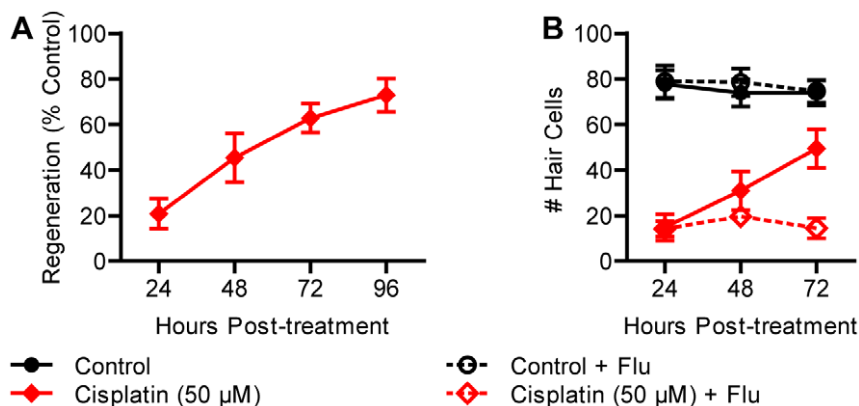 A
B
Regeneration (% Control)
100
80
60
40
20
0
24 48 72 96
Hours Post-treatment
# Hair Cells
100
80
60
40
20
0
24 48 72
Hours Post-treatment
Control
Control + Flu
Cisplatin (50 µM)
Cisplatin (50 µM) + Flu